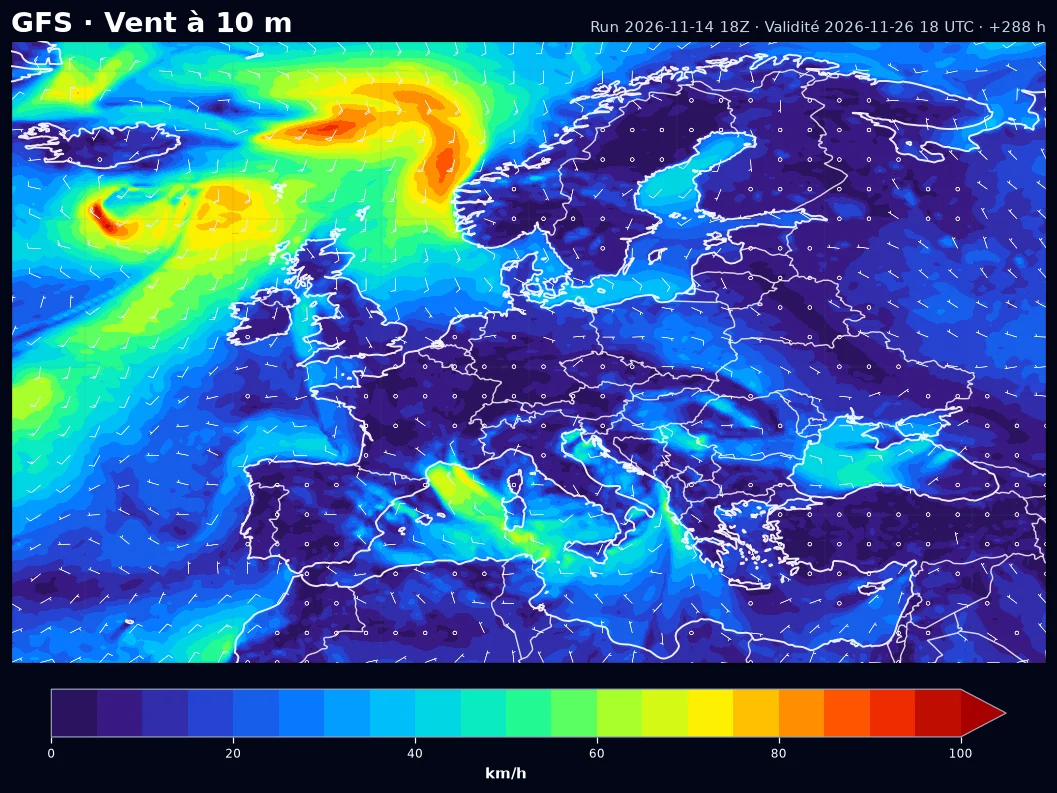 GFS · Vent à 10 m
Run 2026-11-14 18Z · Validité 2026-11-26 18 UTC · +288 h
0 20 40 60 80 100
km/h